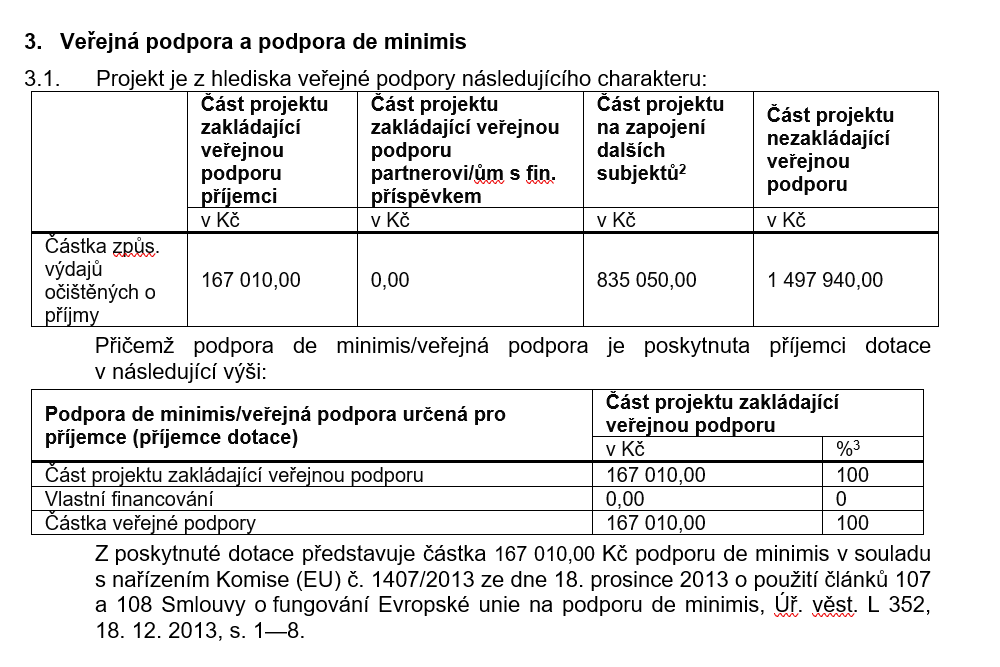 3. Veřejná podpora a podpora de minimis
3.1. Projekt je z hlediska veřejné podpory následujícího charakteru:
Část projektu
zakládající
veřejnou
podporu
příjemci
Část projektu
zakládající veřejnou
podporu
partnerovi/ům s fin.
příspěvkem
Část projektu
na zapojení
dalších
subjektů²
Část projektu
nezakládající
veřejnou
podporu
v Kč
v Kč
v Kč
v Kč
Částka způs.
výdajů
očištěných o
příjmy
167 010,00
0,00
835 050,00
1 497 940,00
Přičemž podpora de minimis/veřejná podpora je poskytnuta příjemci dotace
v následující výši:
Podpora de minimis/veřejná podpora určená pro
příjemce (příjemce dotace)
Část projektu zakládající
veřejnou podporu
v Kč
%³
Část projektu zakládající veřejnou podporu 167 010,00 100
Vlastní financování 0,00 0
Částka veřejné podpory 167 010,00 100
Z poskytnuté dotace představuje částka 167 010,00 Kč podporu de minimis v souladu
s nařízením Komise (EU) č. 1407/2013 ze dne 18. prosince 2013 o použití článků 107
a 108 Smlouvy o fungování Evropské unie na podporu de minimis, Úř. věst. L 352,
18. 12. 2013, s. 1—8.